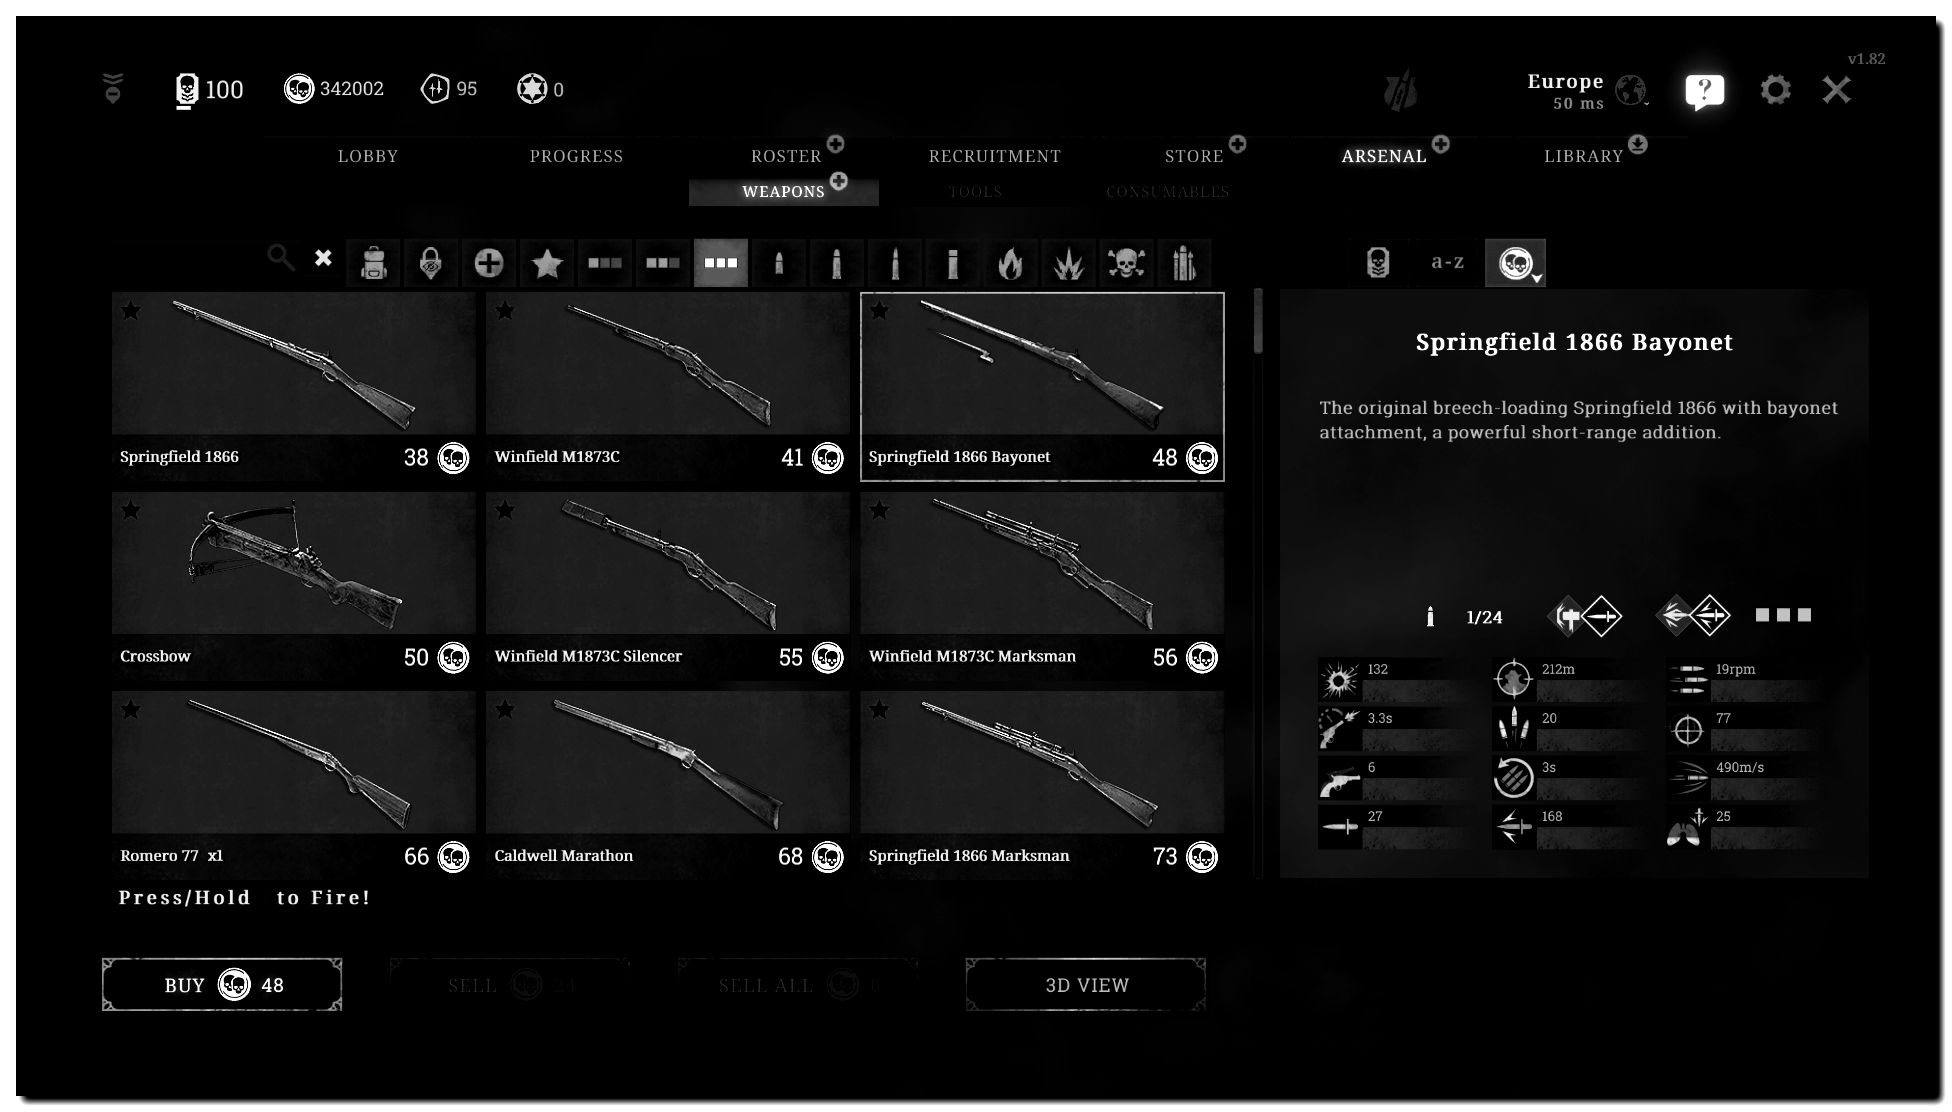 v1.82
100
342002
95
0
Europe
50 ms
?
LOBBY
PROGRESS
ROSTER
RECRUITMENT
STORE
ARSENAL
LIBRARY
WEAPONS
TOOLS
CONSUMABLES
a-z
Springfield 1866 38
Winfield M1873C 41
Springfield 1866 Bayonet 48
Crossbow 50
Winfield M1873C Silencer 55
Winfield M1873C Marksman 56
Romero 77 x1 66
Caldwell Marathon 68
Springfield 1866 Marksman 73
Springfield 1866 Bayonet
The original breech-loading Springfield 1866 with bayonet
attachment, a powerful short-range addition.
1/24
132
212m
19rpm
3.3s
20
77
6
3s
490m/s
27
168
25
Press/Hold to Fire!
BUY 48
SELL 24
SELL ALL 0
3D VIEW